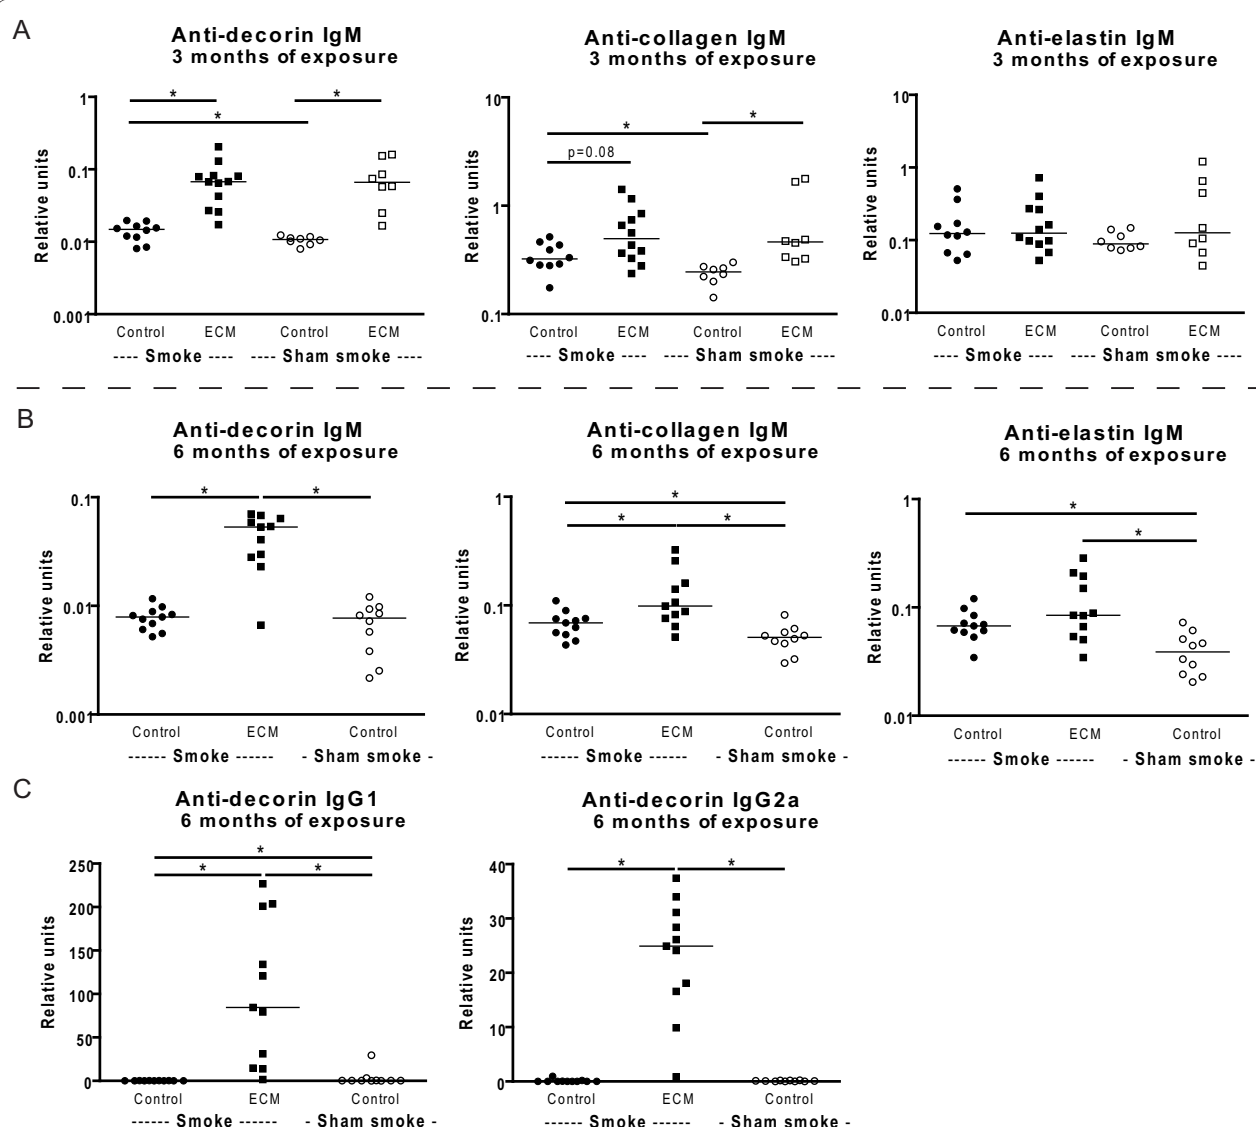 A
Anti-decorin IgM
3 months of exposure
Relative units
1
0.1
0.01
0.001
*
*
*
Control ECM Control ECM
---- Smoke ---- ---- Sham smoke ----
Anti-collagen IgM
3 months of exposure
Relative units
10
1
0.1
*
*
p=0.08
Control ECM Control ECM
---- Smoke ---- ---- Sham smoke ----
Anti-elastin IgM
3 months of exposure
Relative units
10
1
0.1
0.01
Control ECM Control ECM
---- Smoke ---- ---- Sham smoke ----
B
Anti-decorin IgM
6 months of exposure
Relative units
0.1
0.01
0.001
* *
Control ECM Control
------ Smoke ------ - Sham smoke -
Anti-collagen IgM
6 months of exposure
Relative units
1
0.1
0.01
*
* *
Control ECM Control
------ Smoke ------ - Sham smoke -
Anti-elastin IgM
6 months of exposure
Relative units
1
0.1
0.01
*
*
Control ECM Control
------ Smoke ------ - Sham smoke -
C
Anti-decorin IgG1
6 months of exposure
Relative units
250
200
150
100
50
0
*
* *
Control ECM Control
------ Smoke ------ - Sham smoke -
Anti-decorin IgG2a
6 months of exposure
Relative units
40
30
20
10
0
* *
Control ECM Control
------ Smoke ------ - Sham smoke -